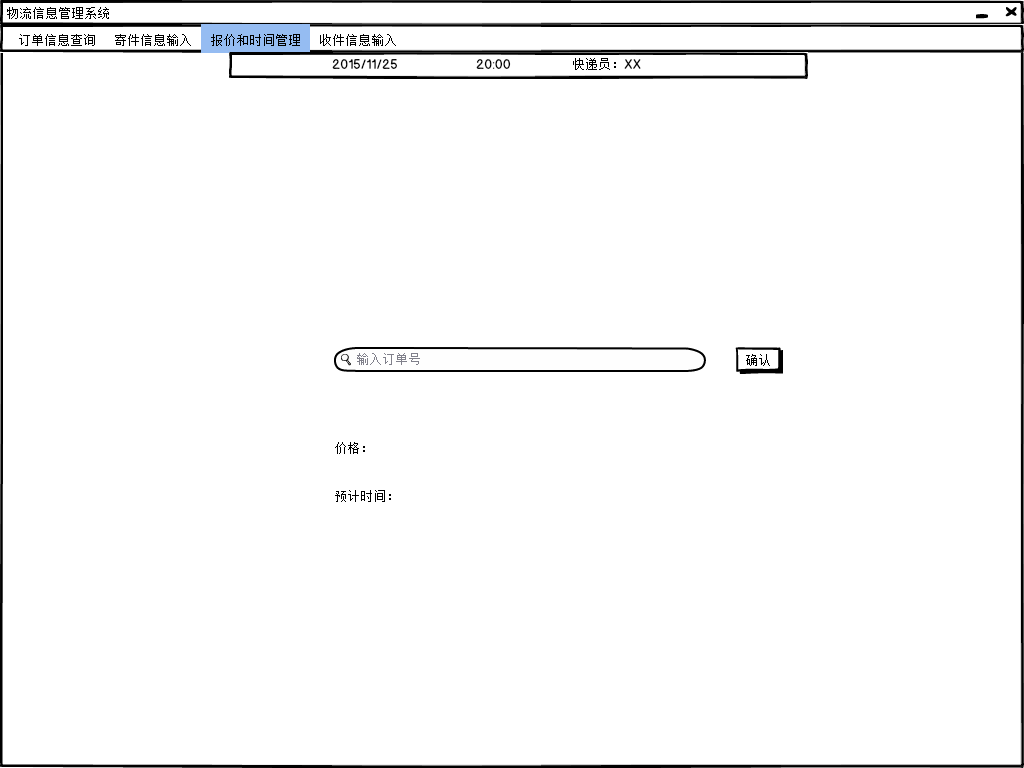 物流信息管理系统
订单信息查询 寄件信息输入 报价和时间管理 收件信息输入
2015/11/25 20:00 快递员：XX
输入订单号 确认
价格：
预计时间：